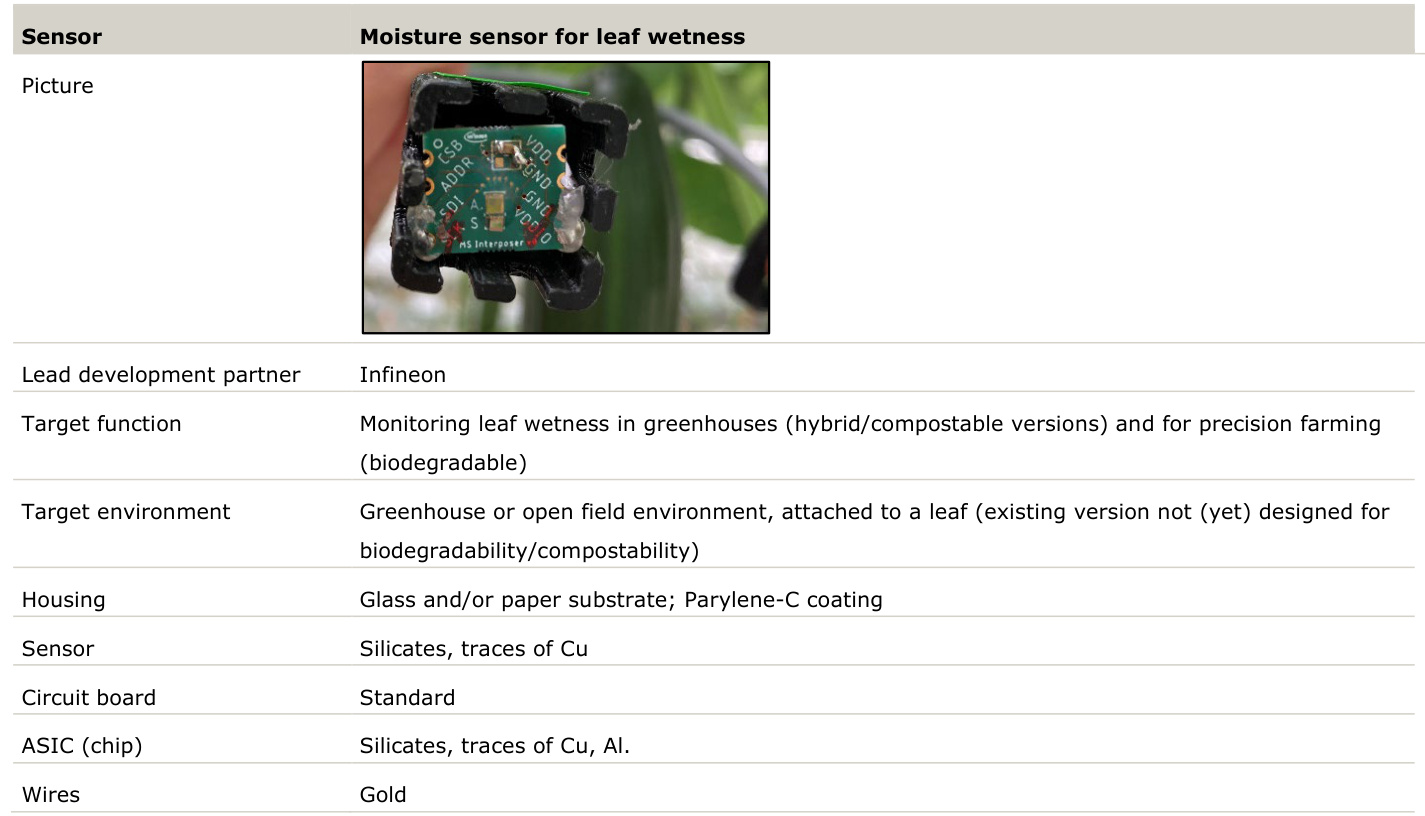 Sensor Moisture sensor for leaf wetness
Picture
CSB
VDD
ADDR
GND
SDI
GND
A.
S.
VDDIO
MS Interposer
Lead development partner Infineon
Target function Monitoring leaf wetness in greenhouses (hybrid/compostable versions) and for precision farming
(biodegradable)
Target environment Greenhouse or open field environment, attached to a leaf (existing version not (yet) designed for
biodegradability/compostability)
Housing Glass and/or paper substrate; Parylene-C coating
Sensor Silicates, traces of Cu
Circuit board Standard
ASIC (chip) Silicates, traces of Cu, Al.
Wires Gold